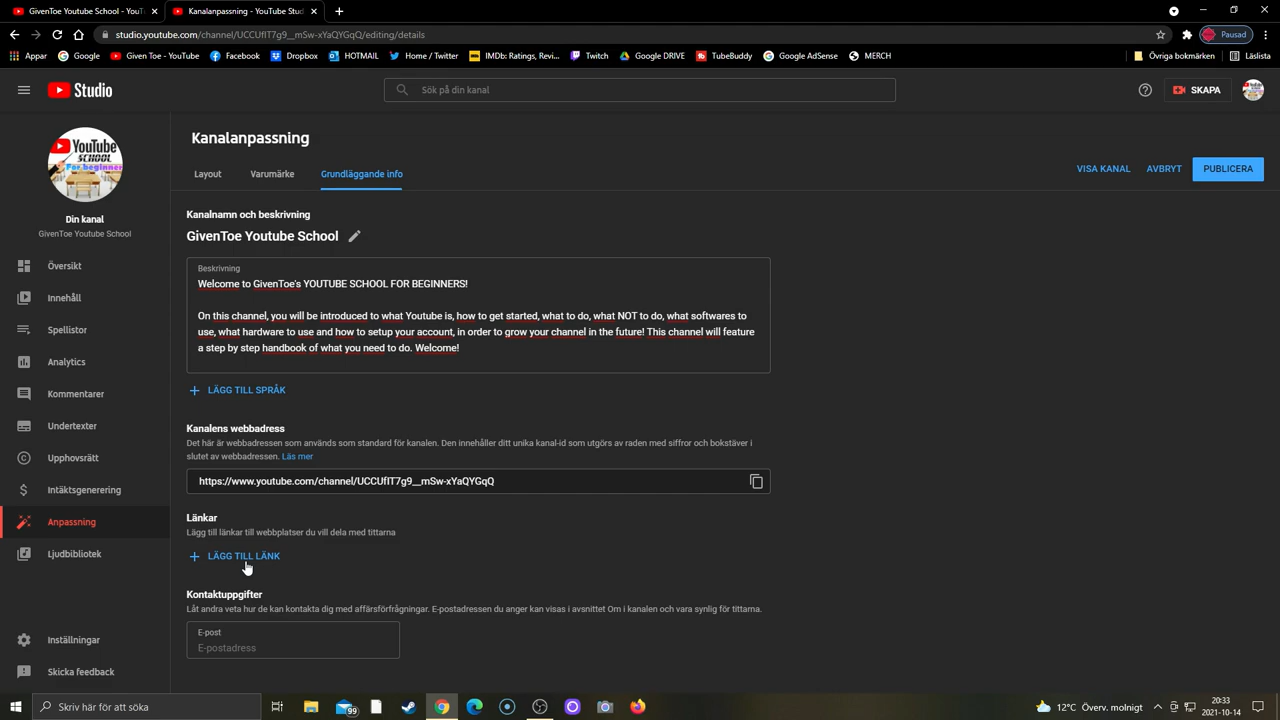 GivenToe Youtube School - YouT
Kanalanpassning - YouTube Stud
studio.youtube.com/channel/UCCUfIT7g9__mSw-xYaQYGqQ/editing/details
Pausad
Appar
Google
Given Toe - YouTube
Facebook
Dropbox
HOTMAIL
Home / Twitter
IMDb: Ratings, Revi...
Twitch
Google DRIVE
TubeBuddy
Google AdSense
MERCH
Övriga bokmärken
Läslista
Studio
Sök på din kanal
SKAPA
YouTube
SCHOOL
For beginner
Kanalanpassning
Layout
Varumärke
Grundläggande info
VISA KANAL
AVBRYT
PUBLICERA
Din kanal
GivenToe Youtube School
Översikt
Innehåll
Spellistor
Analytics
Kommentarer
Undertexter
Upphovsrätt
Intäktsgenerering
Anpassning
Ljudbibliotek
Inställningar
Skicka feedback
Kanalnamn och beskrivning
GivenToe Youtube School
Beskrivning
Welcome to GivenToe's YOUTUBE SCHOOL FOR BEGINNERS!
On this channel, you will be introduced to what Youtube is, how to get started, what to do, what NOT to do, what softwares to
use, what hardware to use and how to setup your account, in order to grow your channel in the future! This channel will feature
a step by step handbook of what you need to do. Welcome!
LÄGG TILL SPRÅK
Kanalens webbadress
Det här är webbadressen som används som standard för kanalen. Den innehåller ditt unika kanal-id som utgörs av raden med siffror och bokstäver i
slutet av webbadressen. Läs mer
https://www.youtube.com/channel/UCCUfIT7g9__mSw-xYaQYGqQ
Länkar
Lägg till länkar till webbplatser du vill dela med tittarna
LÄGG TILL LÄNK
Kontaktuppgifter
Låt andra veta hur de kan kontakta dig med affärsförfrågningar. E-postadressen du anger kan visas i avsnittet Om i kanalen och vara synlig för tittarna.
E-post
E-postadress
Skriv här för att söka
99
12°C Överv. molnigt
20:33
2021-10-14